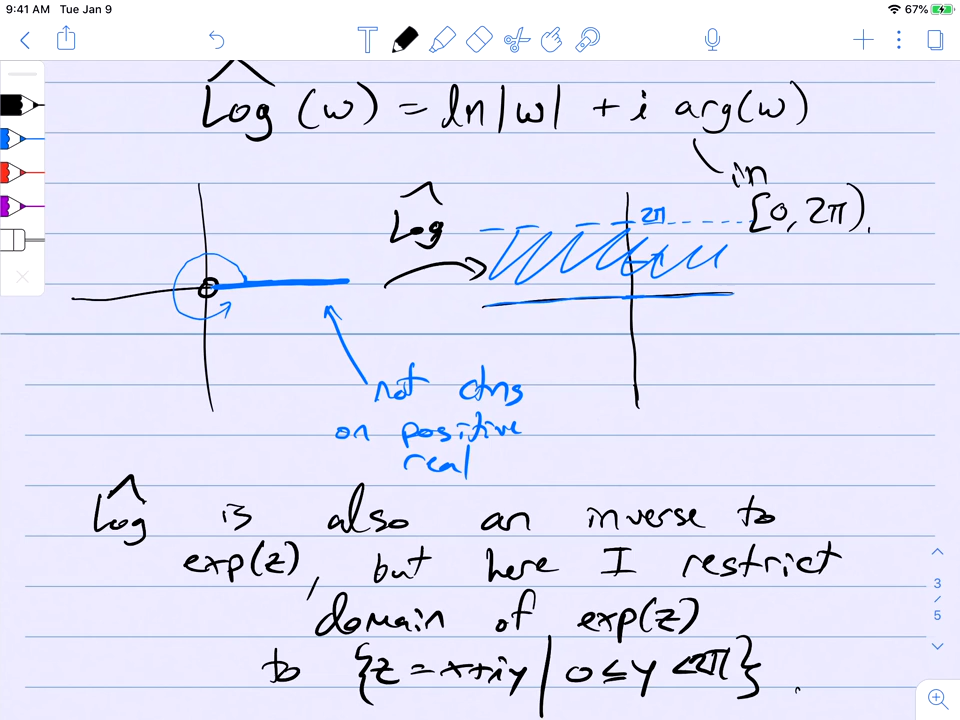 9:41 AM Tue Jan 9
67%
T
Log^ (w) = ln|w| + i arg(w)
in
[0, 2π).
Log^
2π
not ctns
on positive
real
Log^ is also an inverse to
exp(z), but here I restrict
domain of exp(z)
to {z = x+iy | 0 ≤ y < 2π}.
3
/
5